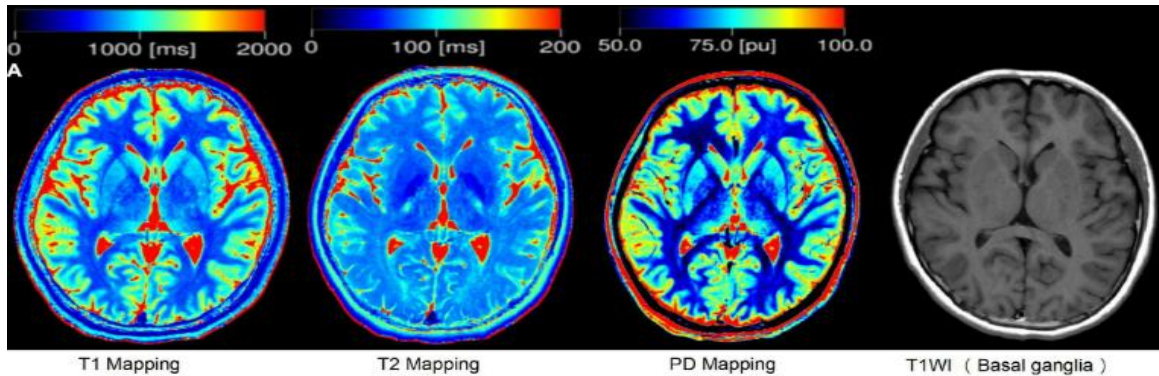 0 1000 [ms] 2000 0 100 [ms] 200 50.0 75.0 [pu] 100.0
A
T1 Mapping T2 Mapping PD Mapping T1WI ( Basal ganglia )